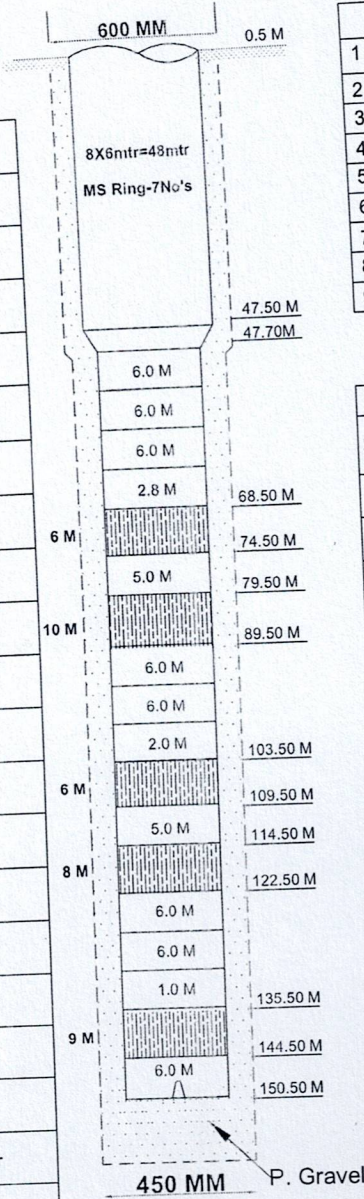 600 MM
0.5 M
8X6mtr=48mtr
MS Ring-7No's
47.50 M
47.70M
6.0 M
6.0 M
6.0 M
2.8 M
68.50 M
6 M
74.50 M
5.0 M
79.50 M
10 M
89.50 M
6.0 M
6.0 M
2.0 M
103.50 M
6 M
109.50 M
5.0 M
114.50 M
8 M
122.50 M
6.0 M
6.0 M
1.0 M
135.50 M
9 M
144.50 M
6.0 M
150.50 M
450 MM
P. Gravel
1
2
3
4
5
6